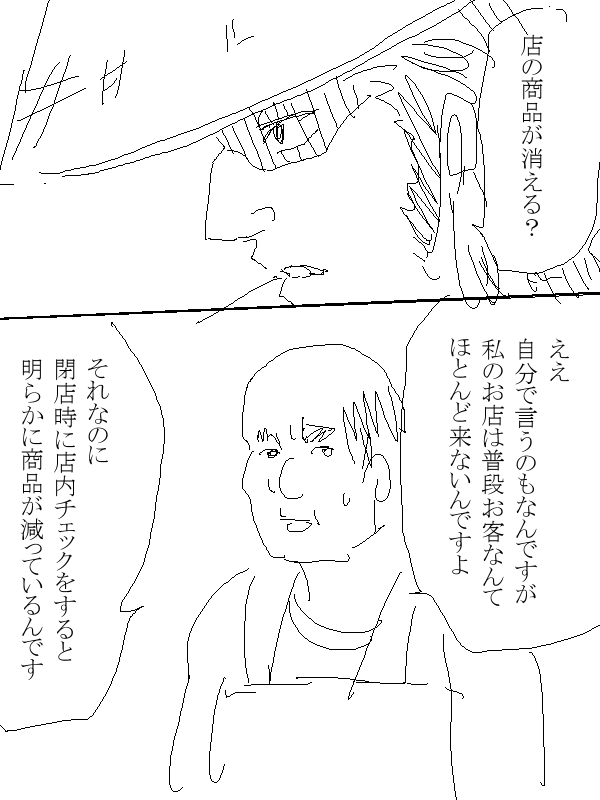 店の商品が消える？
ええ
自分で言うのもなんですが
私のお店は普段お客なんて
ほとんど来ないんですよ
それなのに
閉店時に店内チェックをすると
明らかに商品が減っているんです